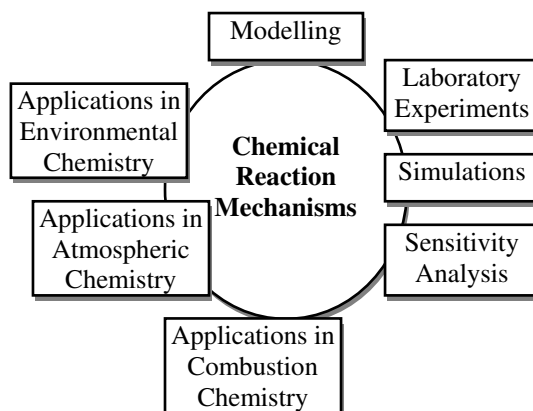 Modelling
Laboratory
Experiments
Applications in
Environmental
Chemistry
Chemical
Reaction
Mechanisms
Simulations
Applications in
Atmospheric
Chemistry
Sensitivity
Analysis
Applications in
Combustion
Chemistry